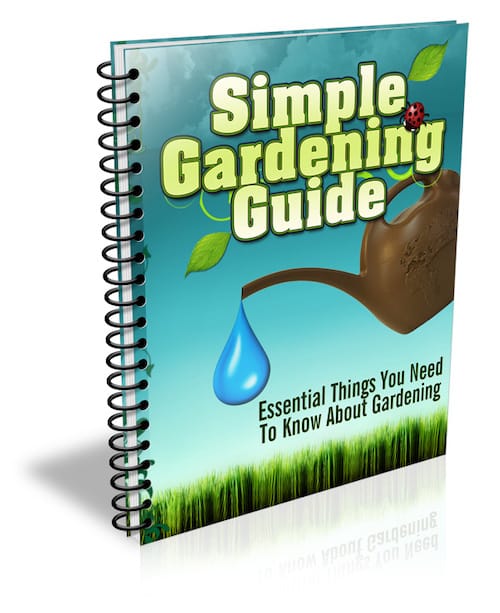 Simple
Gardening
Guide
Essential Things You Need
To Know About Gardening